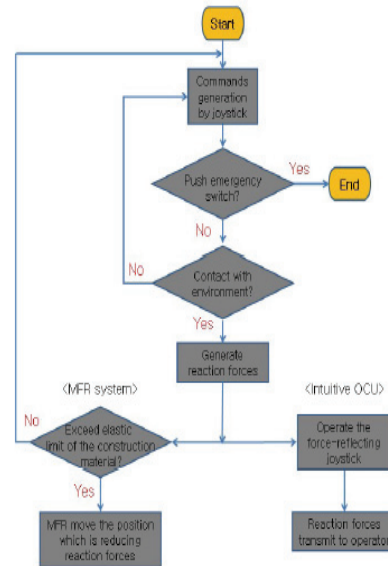 Start
Commands
generation
by joystick
Push emergency
switch?
Yes
End
No
Contact with
environment?
No
Yes
Generate
reaction forces
<MFR system>
<Intuitive OCU>
No
Exceed elastic
limit of the construction
material?
Operate the
force-reflecting
joystick
Yes
MFR move the position
which is reducing
reaction forces
Reaction forces
transmit to operator